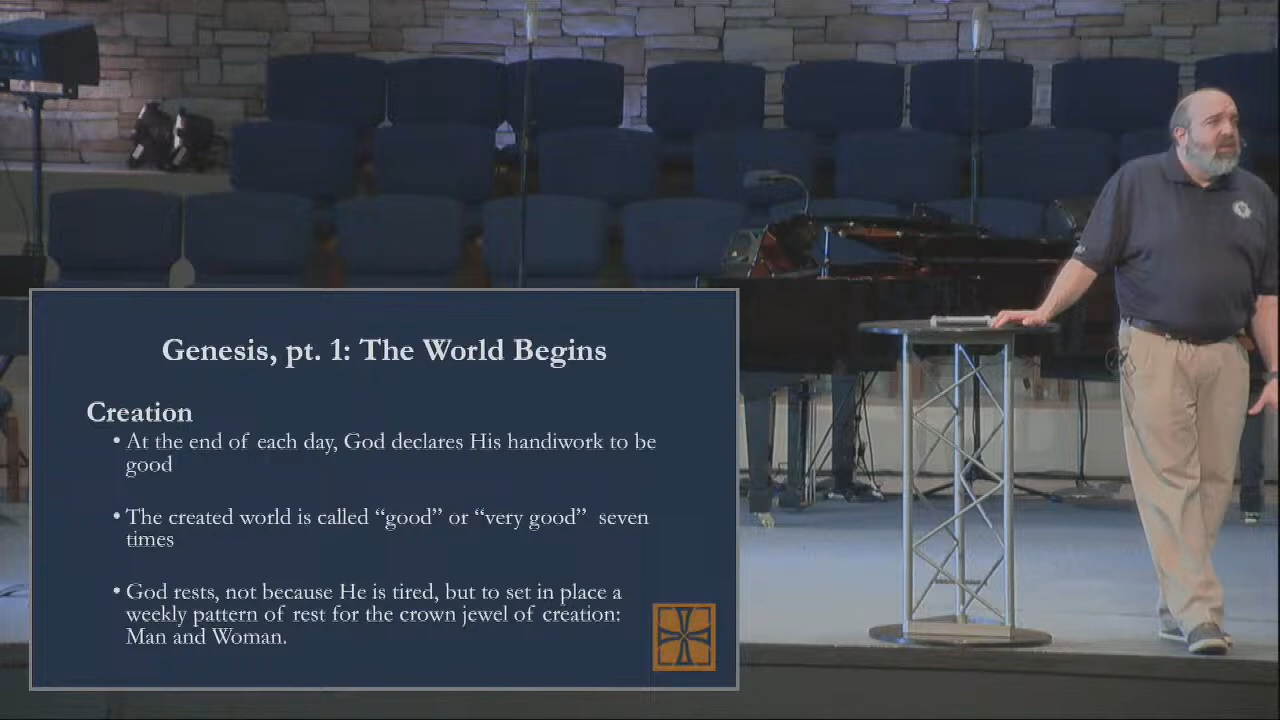 Genesis, pt. 1: The World Begins
Creation
• At the end of each day, God declares His handiwork to be
good
• The created world is called “good” or “very good”  seven
times
• God rests, not because He is tired, but to set in place a
weekly pattern of rest for the crown jewel of creation:
Man and Woman.